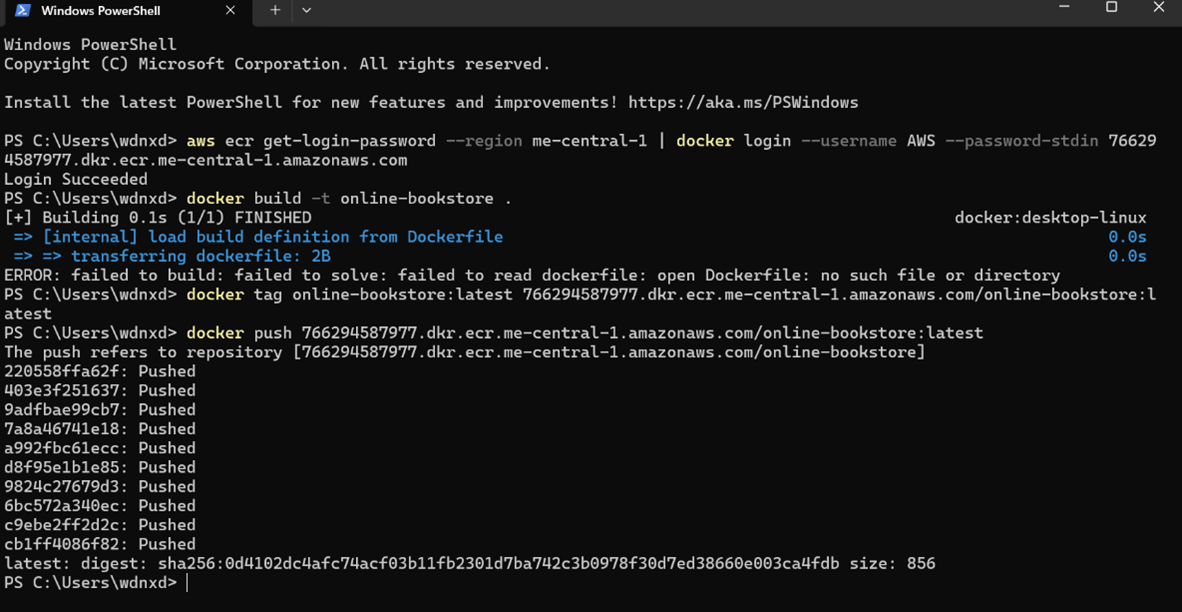 Windows PowerShell
Windows PowerShell
Copyright (C) Microsoft Corporation. All rights reserved.
Install the latest PowerShell for new features and improvements! https://aka.ms/PSWindows
PS C:\Users\wdnxd> aws ecr get-login-password --region me-central-1 | docker login --username AWS --password-stdin 76629
4587977.dkr.ecr.me-central-1.amazonaws.com
Login Succeeded
PS C:\Users\wdnxd> docker build -t online-bookstore .
[+] Building 0.1s (1/1) FINISHED docker:desktop-linux
=> [internal] load build definition from Dockerfile 0.0s
=> => transferring dockerfile: 2B 0.0s
ERROR: failed to build: failed to solve: failed to read dockerfile: open Dockerfile: no such file or directory
PS C:\Users\wdnxd> docker tag online-bookstore:latest 766294587977.dkr.ecr.me-central-1.amazonaws.com/online-bookstore:l
atest
PS C:\Users\wdnxd> docker push 766294587977.dkr.ecr.me-central-1.amazonaws.com/online-bookstore:latest
The push refers to repository [766294587977.dkr.ecr.me-central-1.amazonaws.com/online-bookstore]
220558ffa62f: Pushed
403e3f251637: Pushed
9adfbae99cb7: Pushed
7a8a46741e18: Pushed
a992fbc61ecc: Pushed
d8f95e1b1e85: Pushed
9824c27679d3: Pushed
6bc572a340ec: Pushed
c9ebe2ff2d2c: Pushed
cb1ff4086f82: Pushed
latest: digest: sha256:0d4102dc4afc74acf03b11fb2301d7ba742c3b0978f30d7ed38660e003ca4fdb size: 856
PS C:\Users\wdnxd>